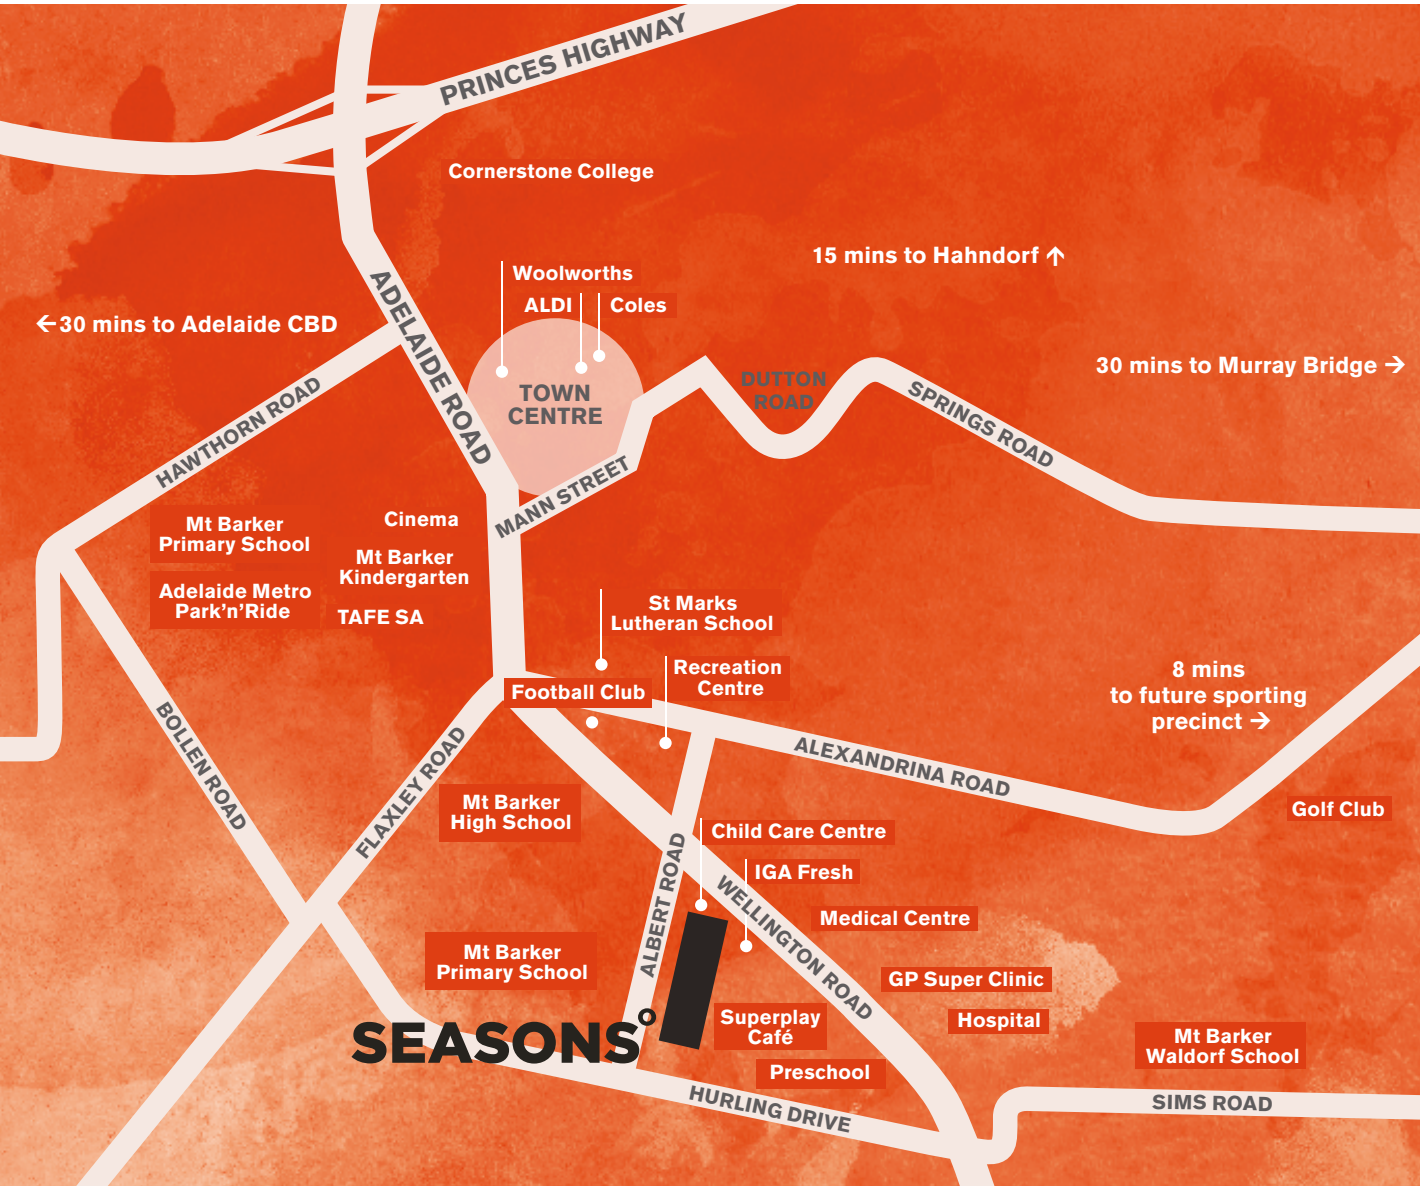 PRINCES HIGHWAY
Cornerstone College
15 mins to Hahndorf ↑
Woolworths
ALDI
Coles
← 30 mins to Adelaide CBD
ADELAIDE ROAD
30 mins to Murray Bridge →
TOWN
CENTRE
DUTTON
ROAD
SPRINGS ROAD
HAWTHORN ROAD
MANN STREET
Mt Barker
Primary School
Cinema
Mt Barker
Kindergarten
Adelaide Metro
Park'n'Ride
TAFE SA
St Marks
Lutheran School
Recreation
Centre
Football Club
8 mins
to future sporting
precinct →
BOLLEN ROAD
FLAXLEY ROAD
ALEXANDRINA ROAD
Golf Club
Mt Barker
High School
Child Care Centre
IGA Fresh
ALBERT ROAD
WELLINGTON ROAD
Medical Centre
Mt Barker
Primary School
GP Super Clinic
Hospital
SEASONS°
Superplay
Café
Preschool
Mt Barker
Waldorf School
HURLING DRIVE
SIMS ROAD